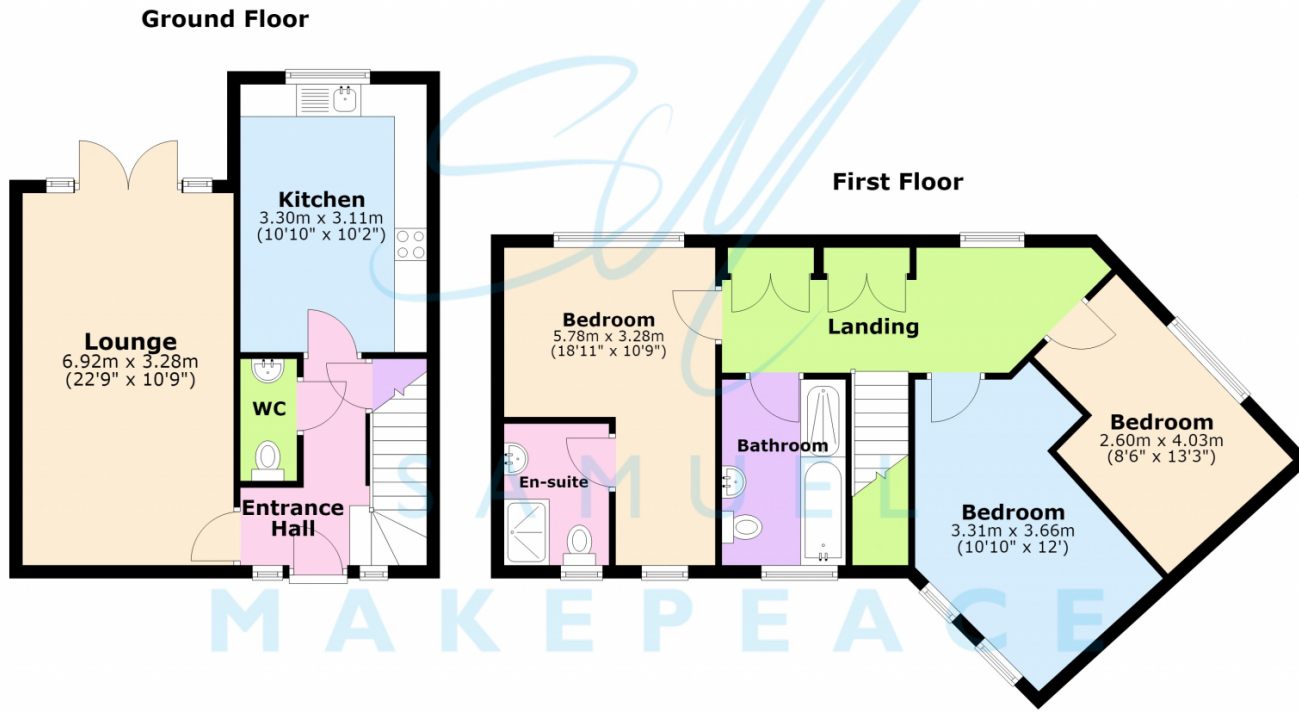 Ground Floor
Kitchen
3.30m x 3.11m
(10'10" x 10'2")
Lounge
6.92m x 3.28m
(22'9" x 10'9")
WC
Entrance
Hall
First Floor
Bedroom
5.78m x 3.28m
(18'11" x 10'9")
Landing
Bathroom
En-suite
Bedroom
2.60m x 4.03m
(8'6" x 13'3")
Bedroom
3.31m x 3.66m
(10'10" x 12')
SM
SAMUEL
MAKEPEACE